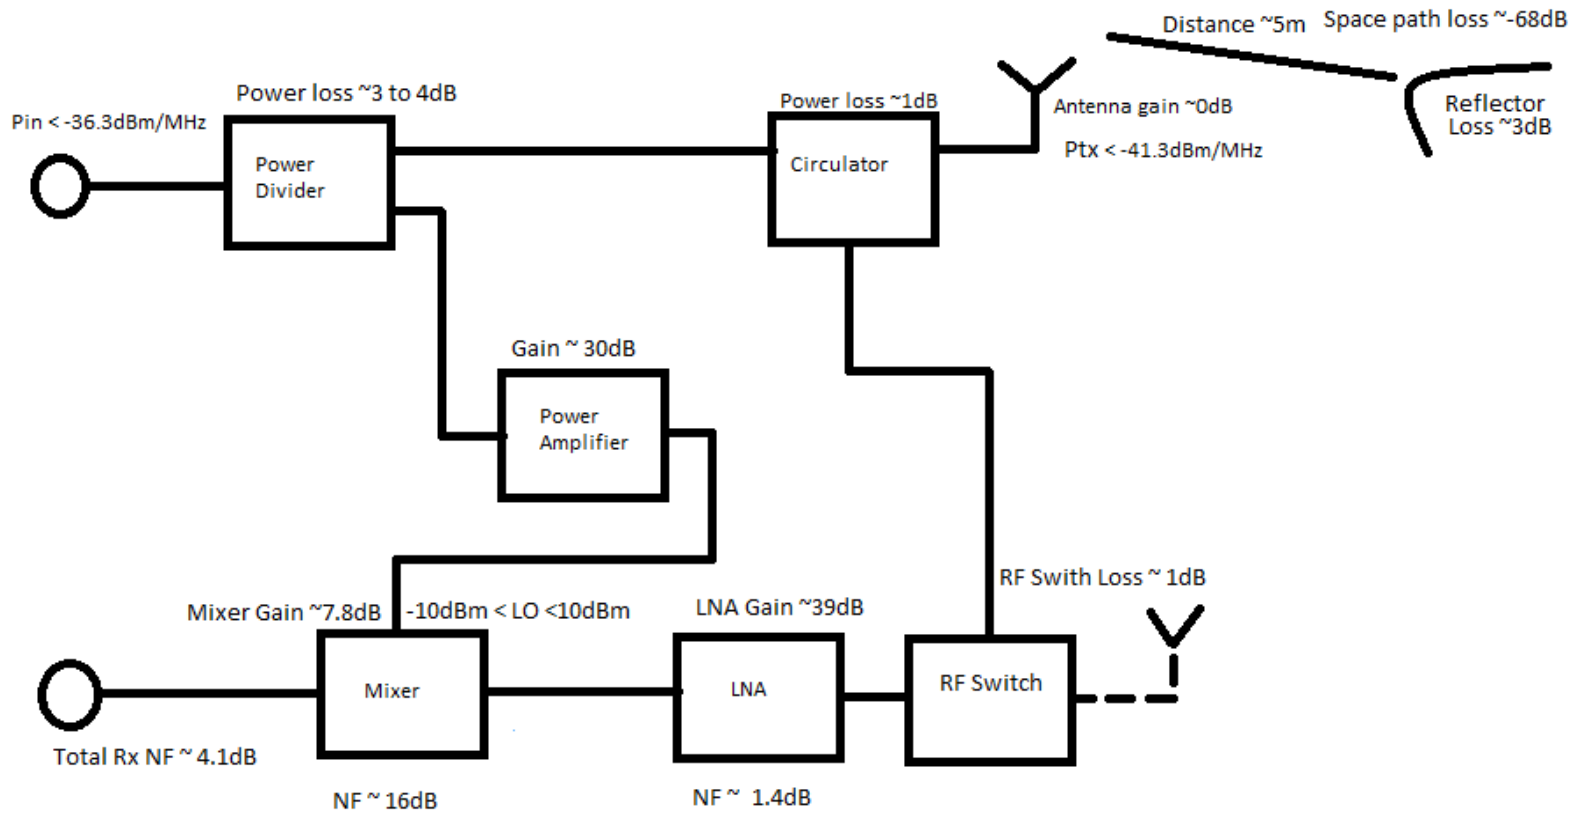 Distance ~5m
Space path loss ~-68dB
Power loss ~3 to 4dB
Pin < -36.3dBm/MHz
Power loss ~1dB
Antenna gain ~0dB
Reflector
Loss ~3dB
Power
Divider
Circulator
Ptx < -41.3dBm/MHz
Gain ~ 30dB
Power
Amplifier
RF Swith Loss ~ 1dB
Mixer Gain ~7.8dB
-10dBm < LO <10dBm
LNA Gain ~39dB
Mixer
LNA
RF Switch
Total Rx NF ~ 4.1dB
NF ~ 16dB
NF ~ 1.4dB